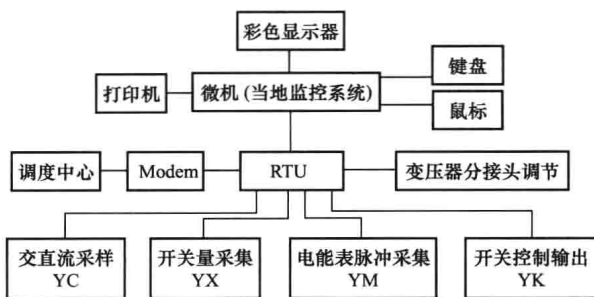 彩色显示器
打印机
微机(当地监控系统)
键盘
鼠标
调度中心
Modem
RTU
变压器分接头调节
交直流采样
YC
开关量采集
YX
电能表脉冲采集
YM
开关控制输出
YK